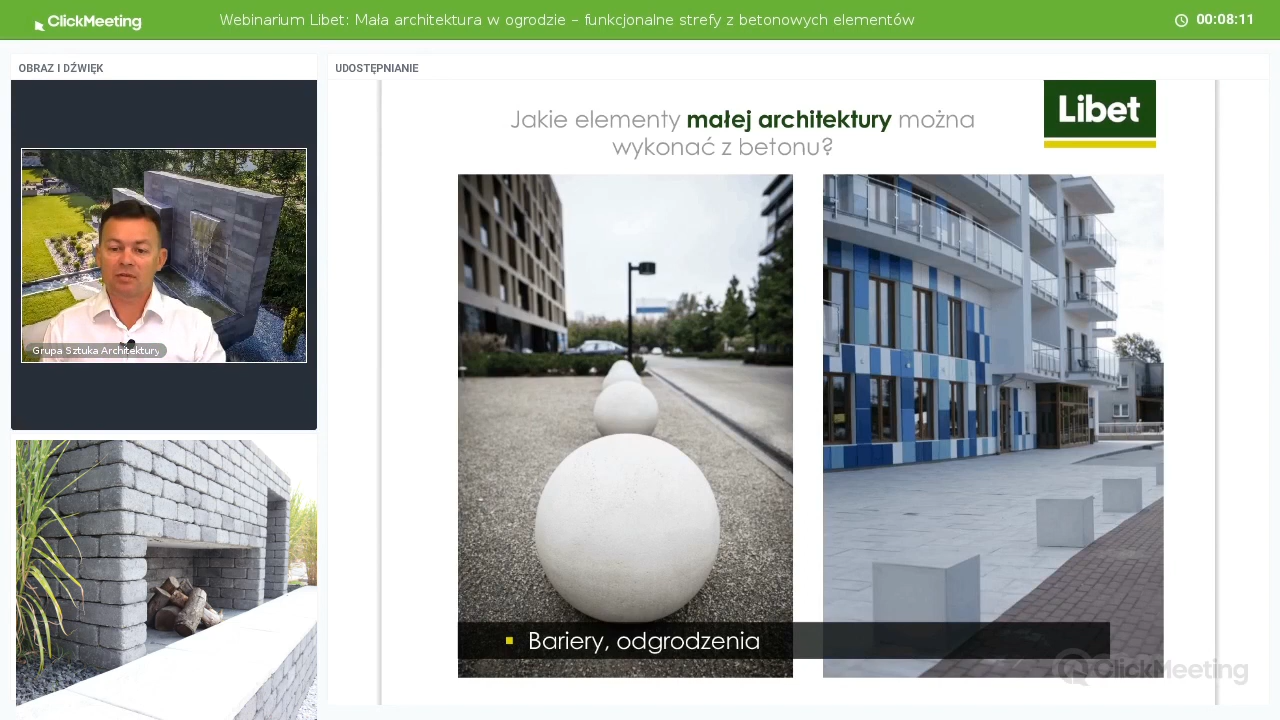 ClickMeeting
Webinarium Libet: Mała architektura w ogrodzie – funkcjonalne strefy z betonowych elementów
00:08:11
OBRAZ I DŹWIĘK
UDOSTĘPNIANIE
Jakie elementy małej architektury można
wykonać z betonu?
Libet
Grupa Sztuka Architektury
Bariery, odgrodzenia
ClickMeeting